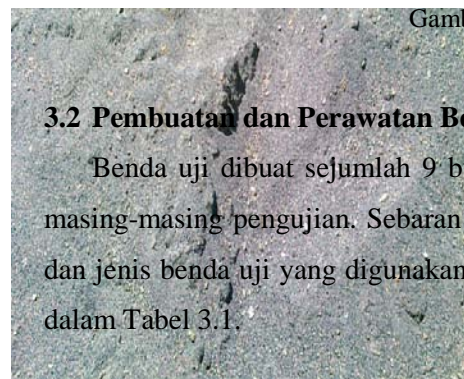 Gamb
3.2 Pembuatan dan Perawatan Be
Benda uji dibuat sejumlah 9 b
masing-masing pengujian. Sebaran
dan jenis benda uji yang digunakan
dalam Tabel 3.1.